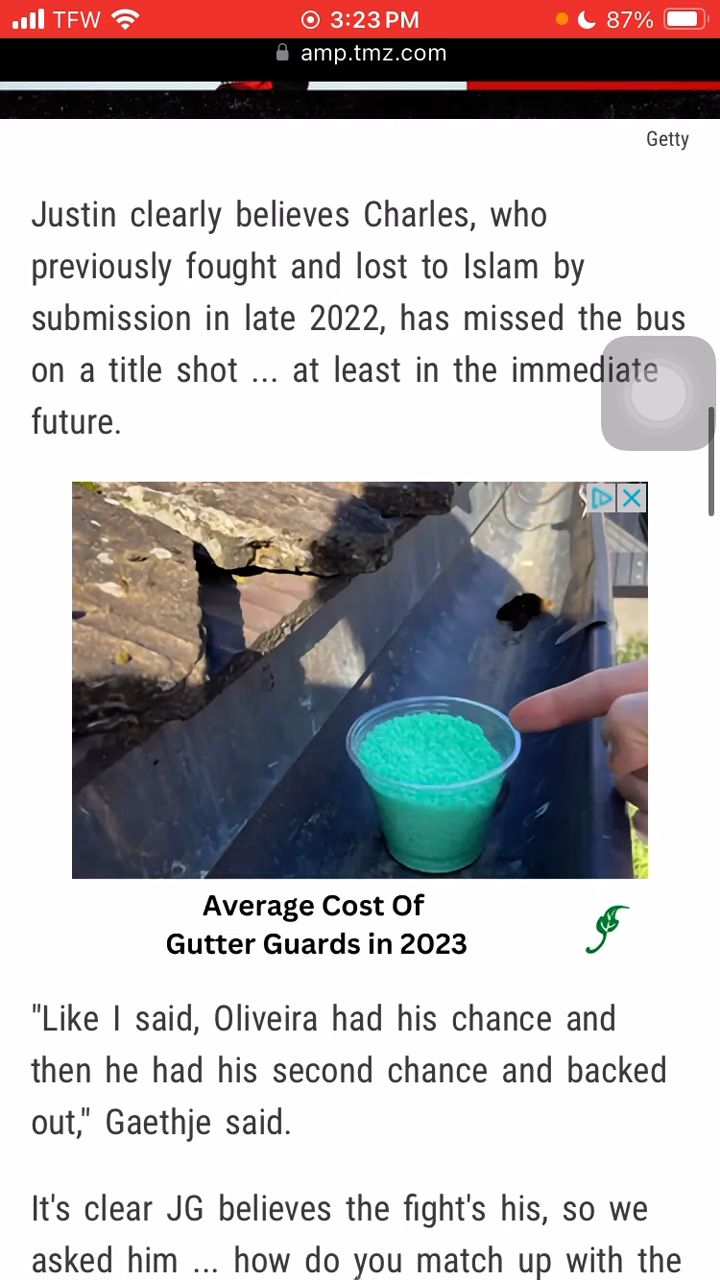 TFW 3:23 PM 87%
amp.tmz.com
Getty
Justin clearly believes Charles, who
previously fought and lost to Islam by
submission in late 2022, has missed the bus
on a title shot ... at least in the immediate
future.
Average Cost Of
Gutter Guards in 2023
"Like I said, Oliveira had his chance and
then he had his second chance and backed
out," Gaethje said.
It's clear JG believes the fight's his, so we
asked him ... how do you match up with the